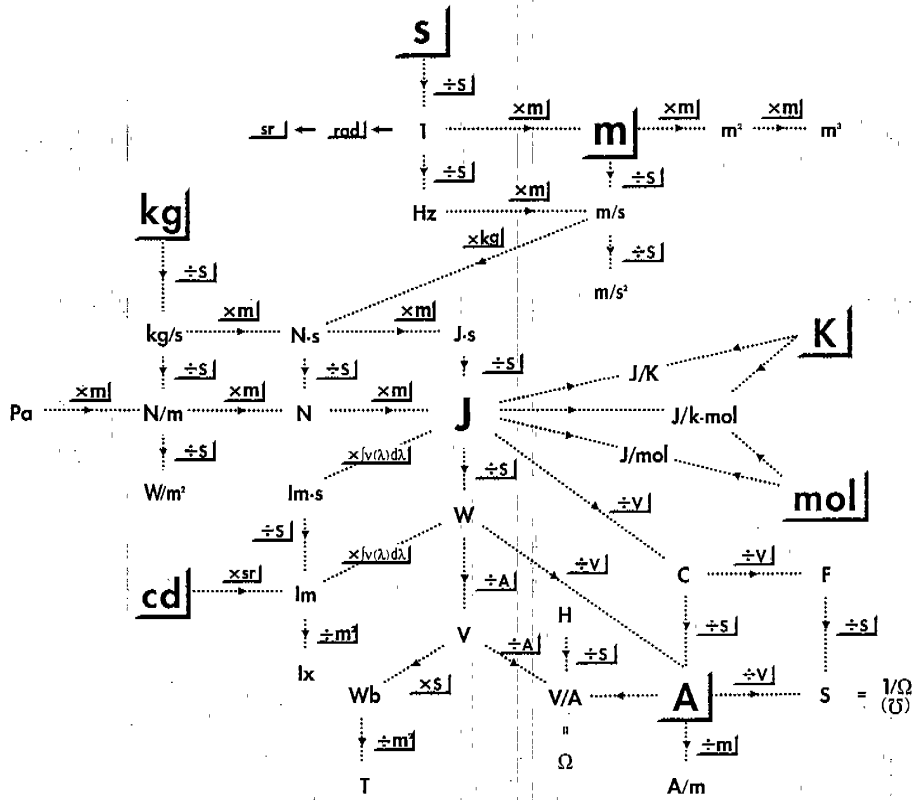 s
÷s
sr rad 1 ×m m ×m m² ×m m³
÷s ÷s
Hz ×m m/s
kg
×kg ÷s
÷s
m/s²
kg/s ×m N·s ×m J·s K
÷s ÷s ÷s J/K
Pa ×m N/m ×m N ×m J J/k·mol
÷s ×∫v(λ)dλ ÷s J/mol
W/m² lm·s mol
÷V
W
÷s
×∫v(λ)dλ ÷V
cd ×sr lm ÷A C ÷V F
H
÷m² V ÷A ÷s ÷s ÷s
lx
×s ÷V
Wb V/A A S = 1/Ω
(℧)
÷m² = ÷m
Ω
T A/m